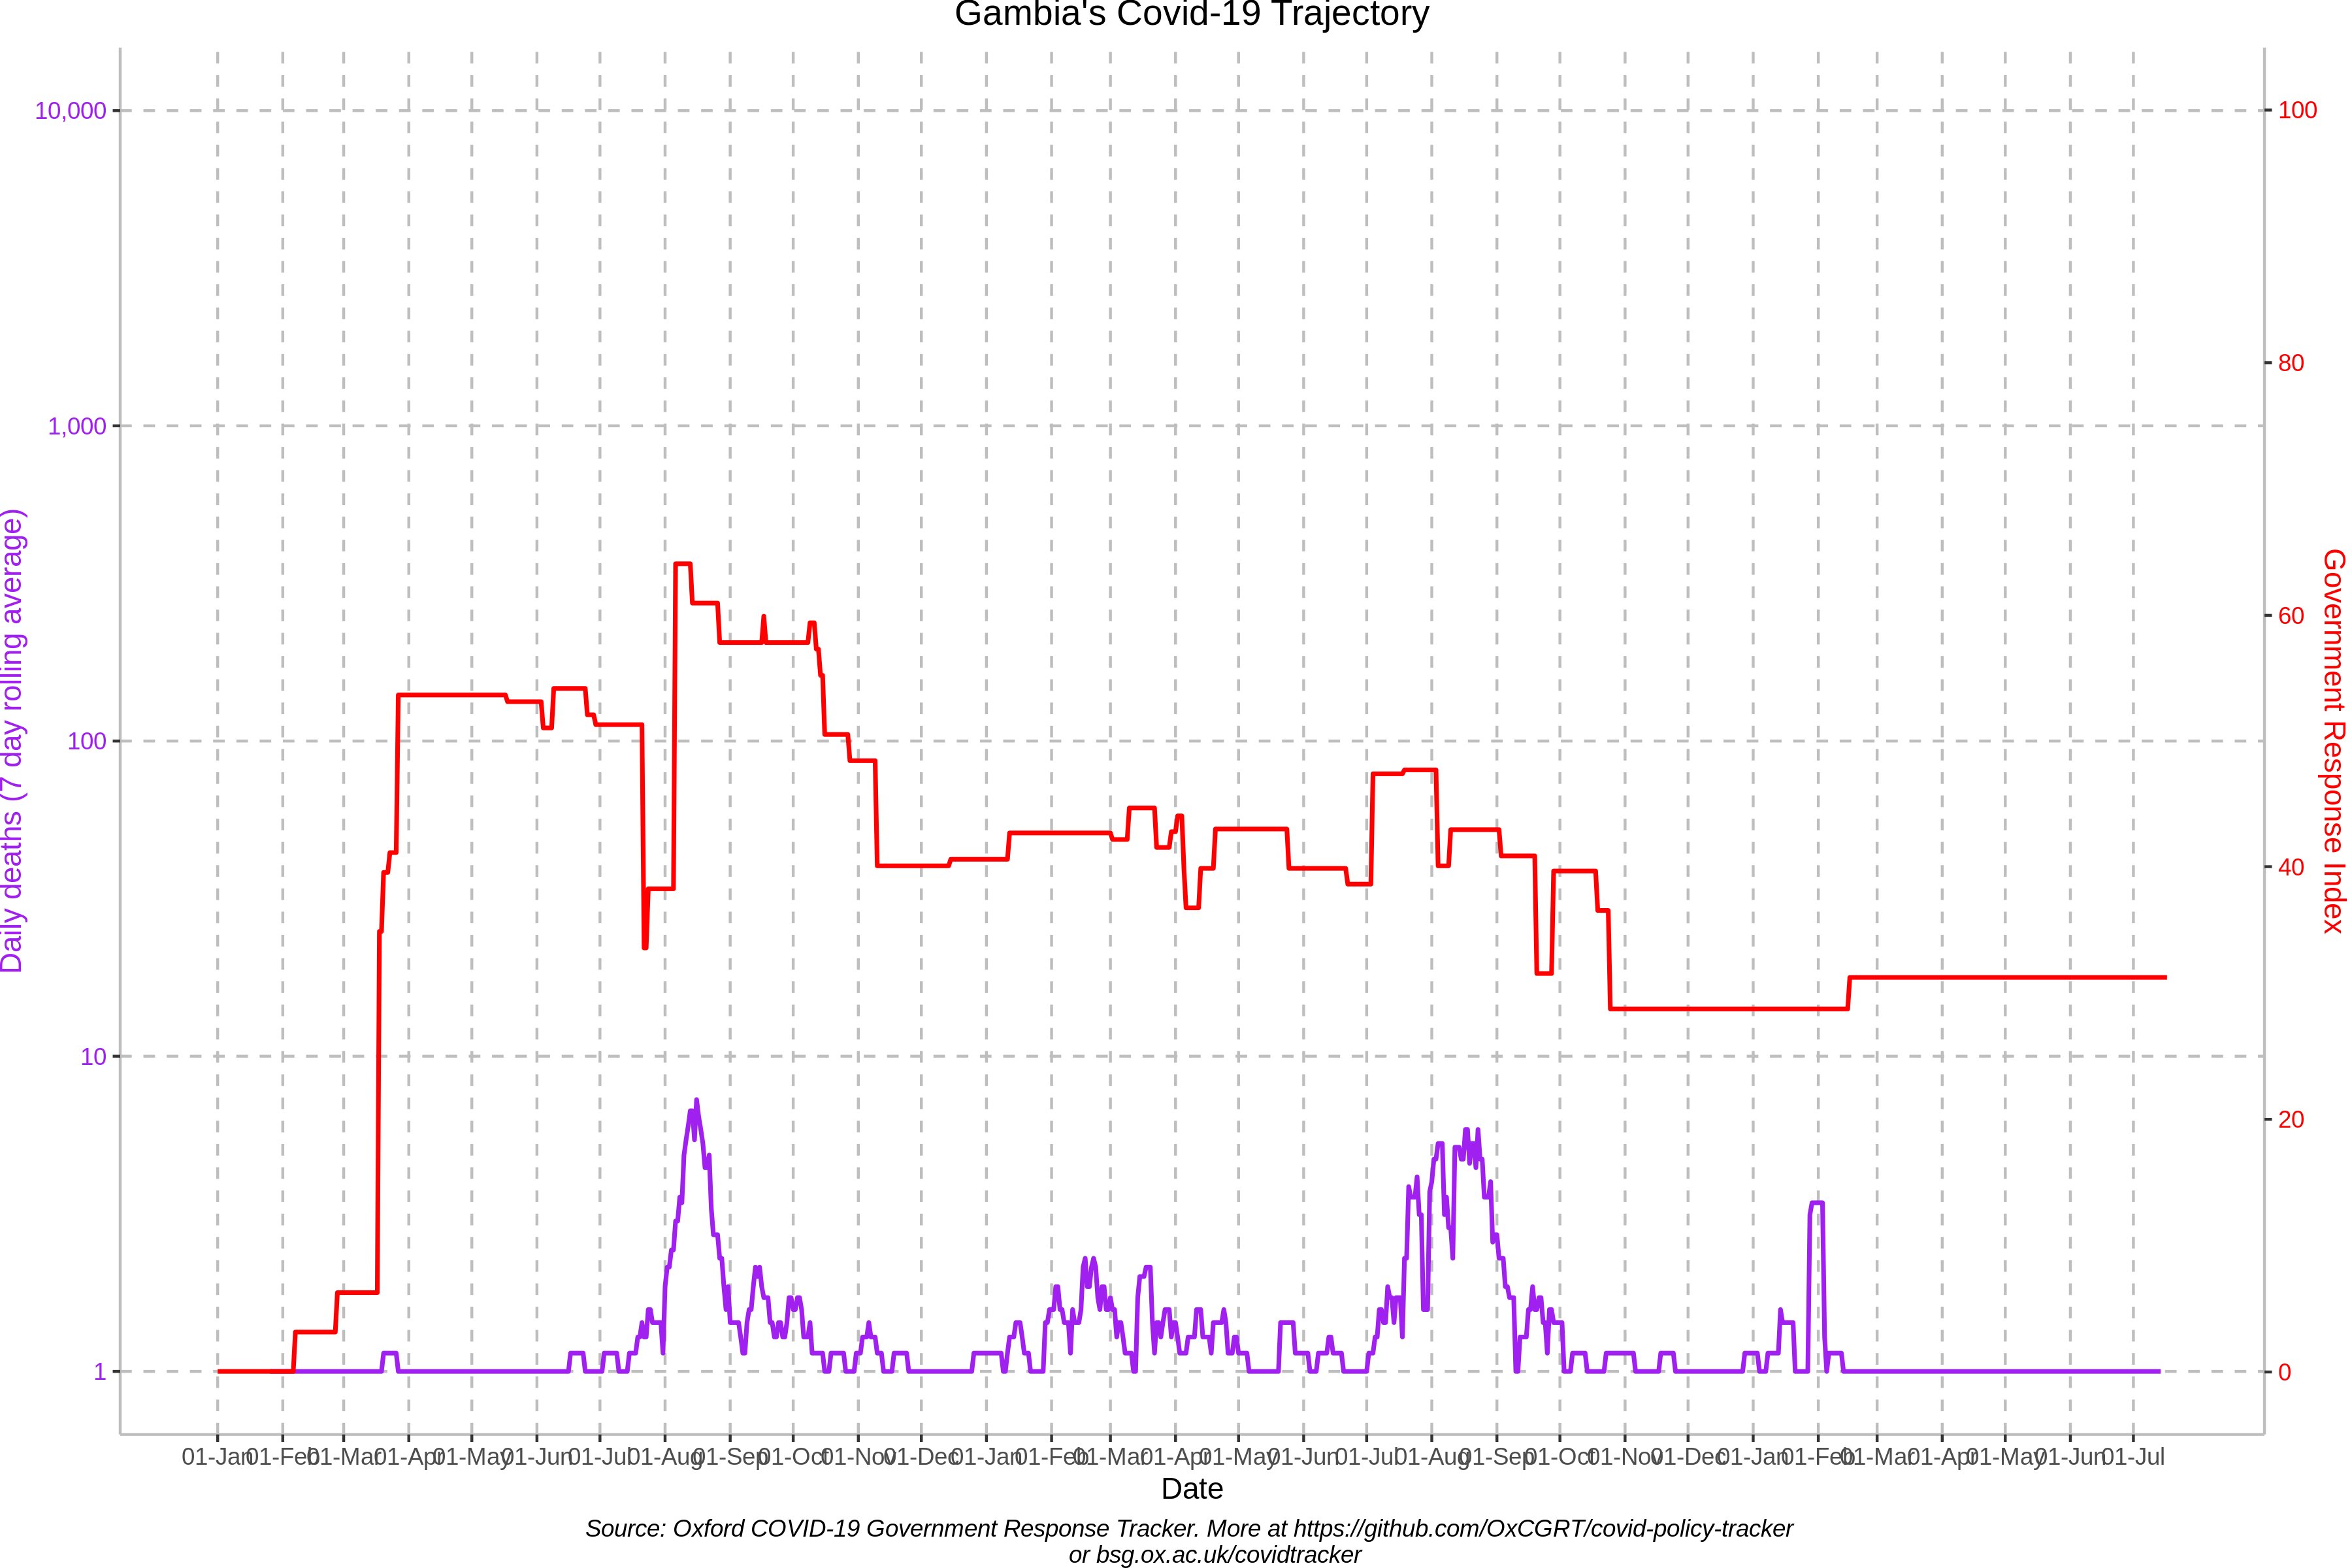 Gambia's Covid-19 Trajectory
10,000
1,000
100
10
1
Daily deaths (7 day rolling average)
100
80
60
40
20
0
Government Response Index
01-Jan 01-Feb 01-Mar 01-Apr 01-May 01-Jun 01-Jul 01-Aug 01-Sep 01-Oct 01-Nov 01-Dec 01-Jan 01-Feb 01-Mar 01-Apr 01-May 01-Jun 01-Jul 01-Aug 01-Sep 01-Oct 01-Nov 01-Dec 01-Jan 01-Feb 01-Mar 01-Apr 01-May 01-Jun 01-Jul
Date
Source: Oxford COVID-19 Government Response Tracker. More at https://github.com/OxCGRT/covid-policy-tracker
or bsg.ox.ac.uk/covidtracker